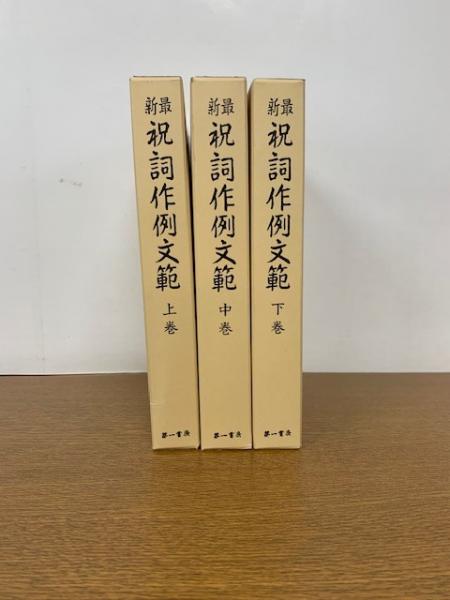 最新
祝詞作例文範
上巻
第一書房
最新
祝詞作例文範
中巻
第一書房
最新
祝詞作例文範
下巻
第一書房